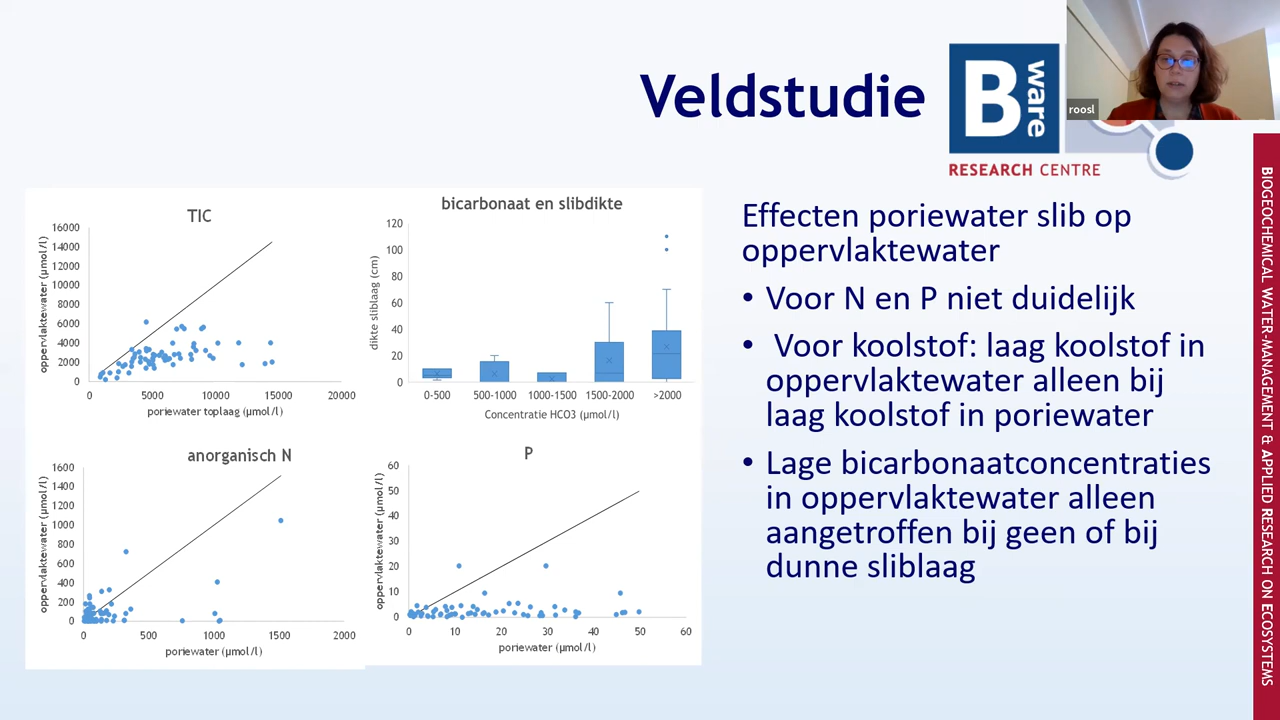 Veldstudie
B
ware
RESEARCH CENTRE
roosl
TIC
oppervlaktewater (µmol/l)
16000
14000
12000
10000
8000
6000
4000
2000
0
0 5000 10000 15000 20000
poriewater toplaag (µmol/l)
bicarbonaat en slibdikte
dikte sliblaag (cm)
120
100
80
60
40
20
0
0-500 500-1000 1000-1500 1500-2000 >2000
Concentratie HCO3 (µmol/l)
anorganisch N
oppervlaktewater (µmol/l)
1600
1400
1200
1000
800
600
400
200
0
0 500 1000 1500 2000
poriewater (µmol/l)
P
oppervlaktewater (µmol/l)
60
50
40
30
20
10
0
0 10 20 30 40 50 60
poriewater (µmol/l)
Effecten poriewater slib op
oppervlaktewater
• Voor N en P niet duidelijk
• Voor koolstof: laag koolstof in
oppervlaktewater alleen bij
laag koolstof in poriewater
• Lage bicarbonaatconcentraties
in oppervlaktewater alleen
aangetroffen bij geen of bij
dunne sliblaag
BIOGEOCHEMICAL WATER-MANAGEMENT & APPLIED RESEARCH ON ECOSYSTEMS